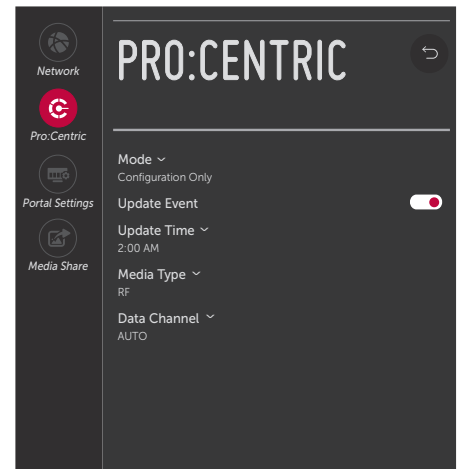 Network
Pro:Centric
Portal Settings
Media Share
PRO:CENTRIC
Mode
Configuration Only
Update Event
Update Time
2:00 AM
Media Type
RF
Data Channel
AUTO